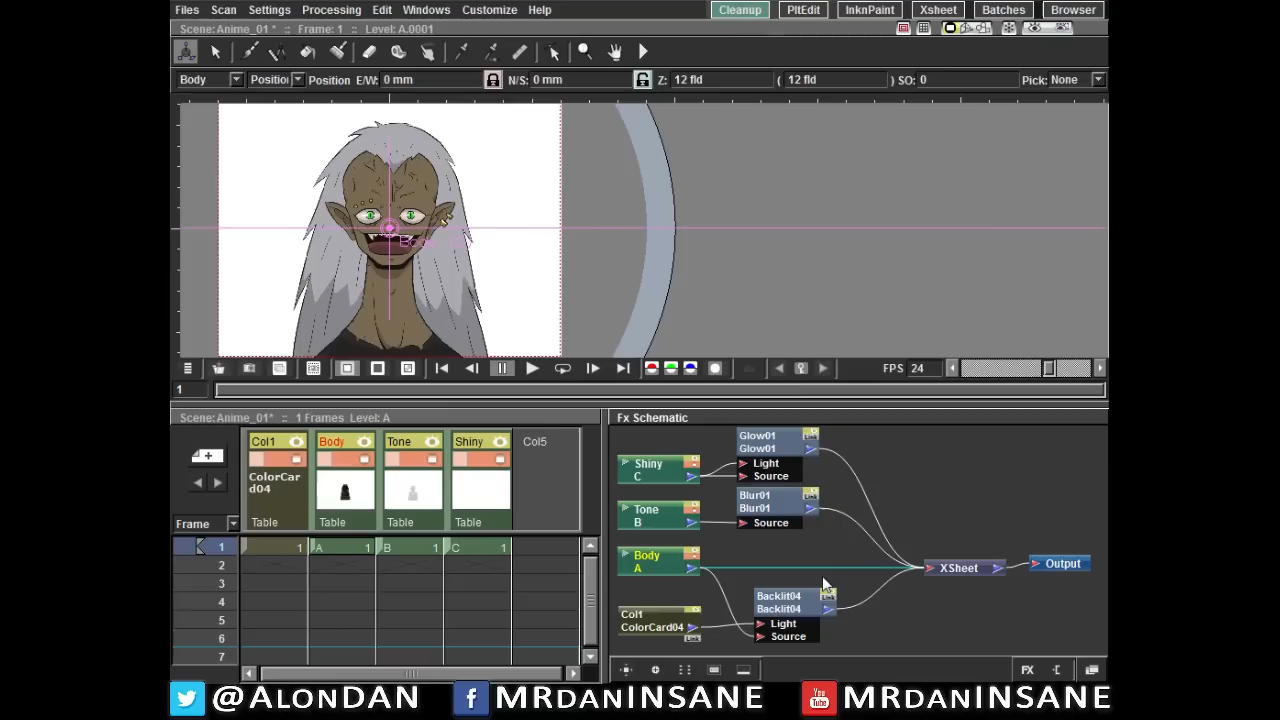 Files Scan Settings Processing Edit Windows Customize Help Cleanup PltEdit InknPaint Xsheet Batches Browser
Scene: Anime_01 * :: Frame: 1 :: Level: A.0001
Body Position Position E/W: 0 mm N/S: 0 mm Z: 12 fld ( 12 fld ) SO: 0 Pick: None
FPS 24
1
Scene: Anime_01* :: 1 Frames Level: A
Fx Schematic
Col1 Body Tone Shiny Col5
ColorCard04
Table Table Table Table
Frame
1 1 A 1 B 1 C 1
2
3
4
5
6
7
Glow01
Glow01
Light
Source
Shiny
C
Blur01
Blur01
Source
Tone
B
Body
A
XSheet
Output
Backlit04
Backlit04
Light
Source
Col1
ColorCard04
FX
@AlonDan
MRdanINSANE
You Tube
MRdanINSANE